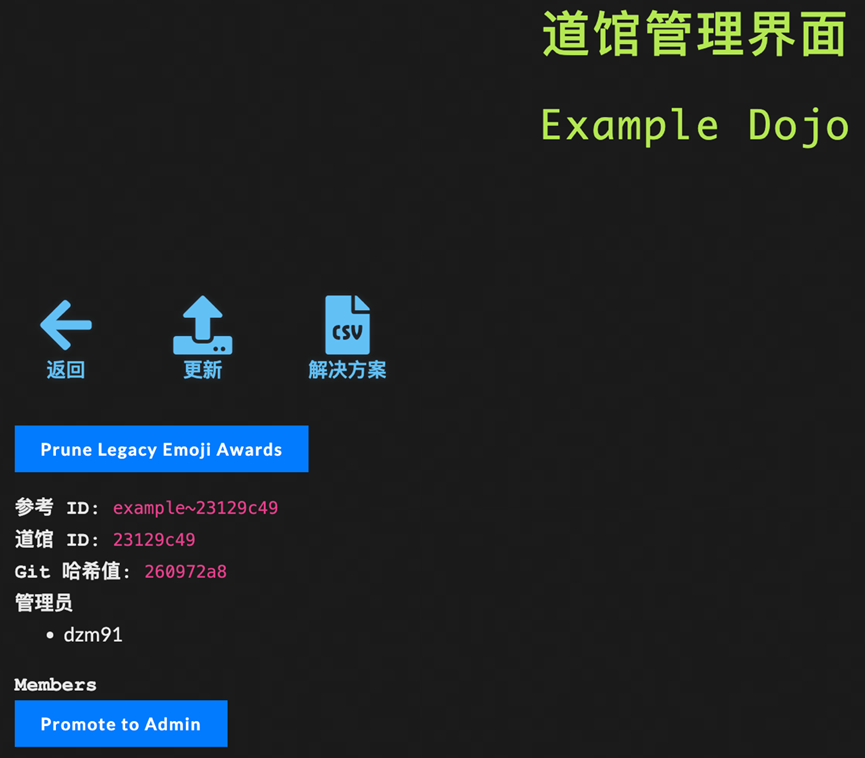 道馆管理界面
Example Dojo
CSV
返回 更新 解决方案
Prune Legacy Emoji Awards
参考 ID: example~23129c49
道馆 ID: 23129c49
Git 哈希值: 260972a8
管理员
• dzm91
Members
Promote to Admin